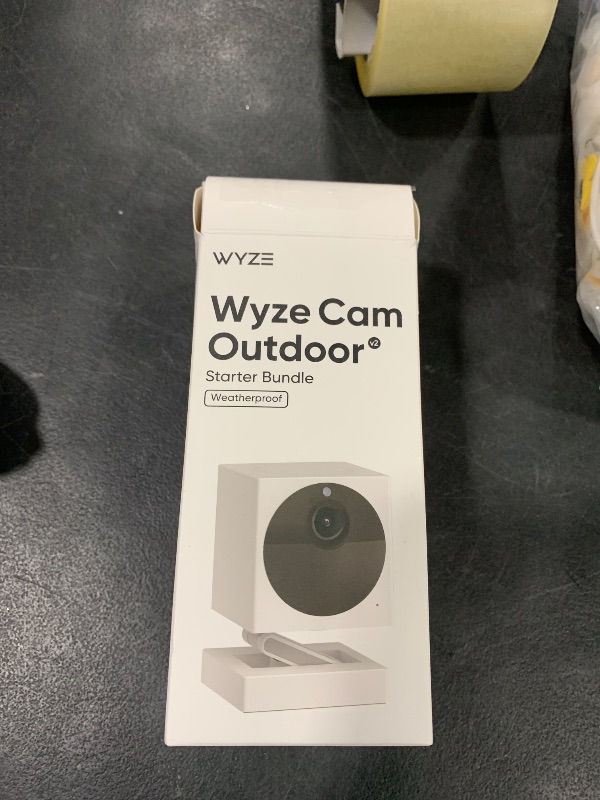 WYZE
Wyze Cam
Outdoor v2
Starter Bundle
Weatherproof